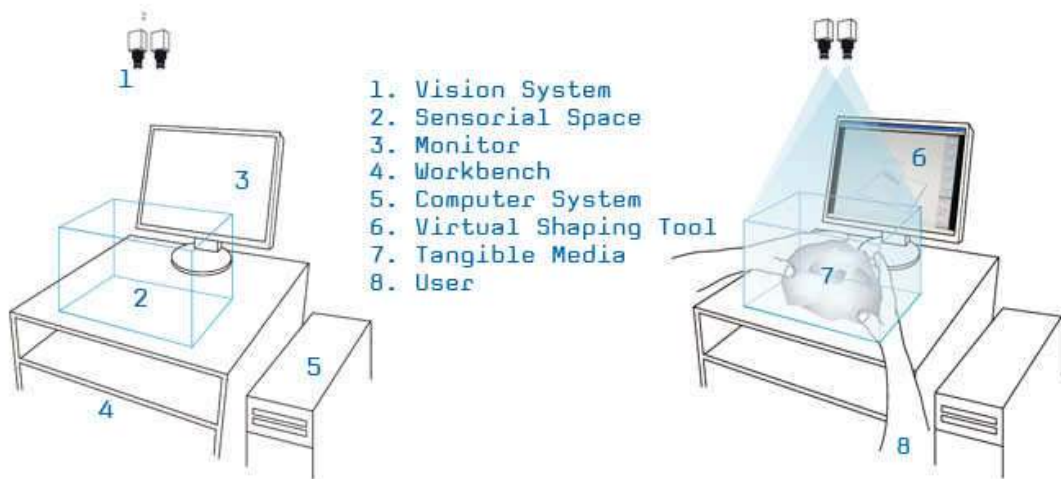 1
3
2
5
4
1. Vision System
2. Sensorial Space
3. Monitor
4. Workbench
5. Computer System
6. Virtual Shaping Tool
7. Tangible Media
8. User
6
7
8